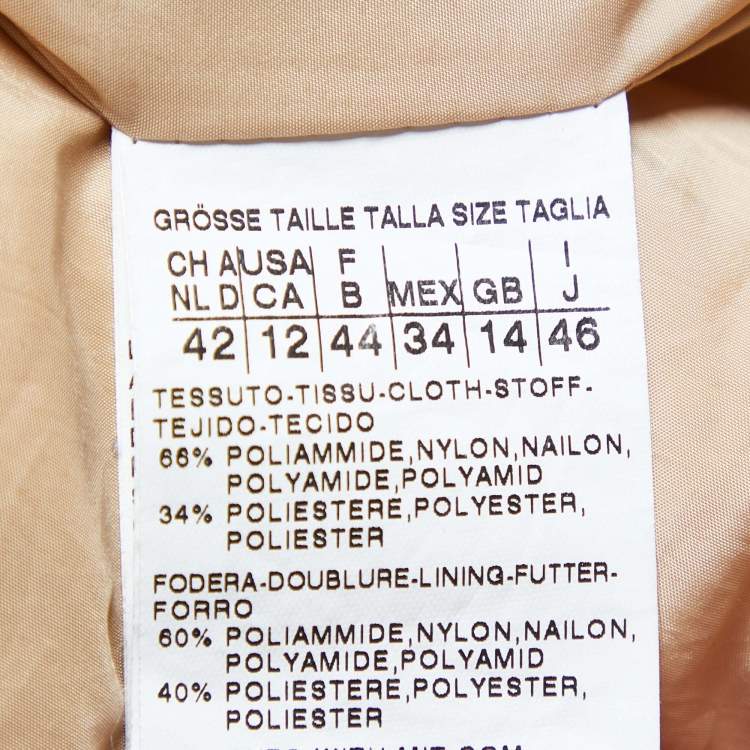 GRÖSSE TAILLE TALLA SIZE TAGLIA
CH A USA F I
NL D CA B MEX GB J
42 12 44 34 14 46
TESSUTO-TISSU-CLOTH-STOFF-
TEJIDO-TECIDO
66% POLIAMMIDE,NYLON,NAILON,
POLYAMIDE,POLYAMID
34% POLIESTERE,POLYESTER,
POLIESTER
FODERA-DOUBLURE-LINING-FUTTER-
FORRO
60% POLIAMMIDE,NYLON,NAILON,
POLYAMIDE,POLYAMID
40% POLIESTERE,POLYESTER,
POLIESTER